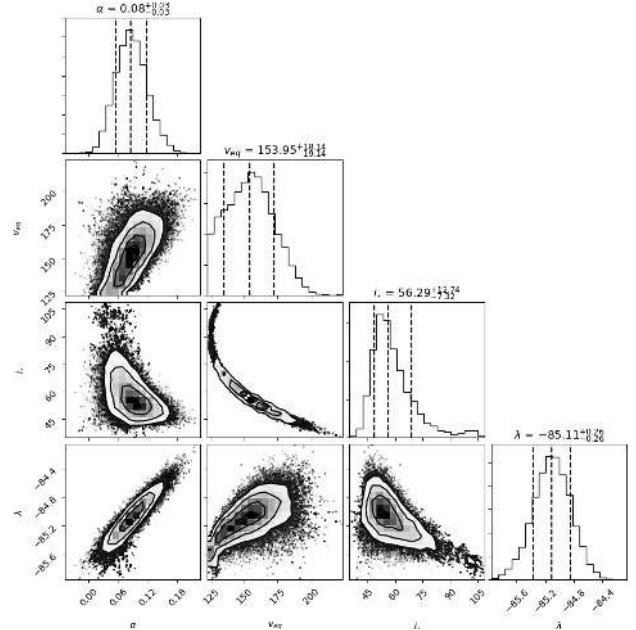 α = 0.08+0.03 −0.03
v_eq = 153.95+18.14 −19.14
i⋆ = 56.29+12.74 −7.32
λ = −85.11+0.26 −0.26
v_eq
200
175
150
125
i⋆
105
90
75
60
45
λ
−84.4
−84.8
−85.2
−85.6
0.00 0.06 0.12 0.18
125 150 175 200
45 60 75 90 105
−85.6 −85.2 −84.8 −84.4
α v_eq i⋆ λ